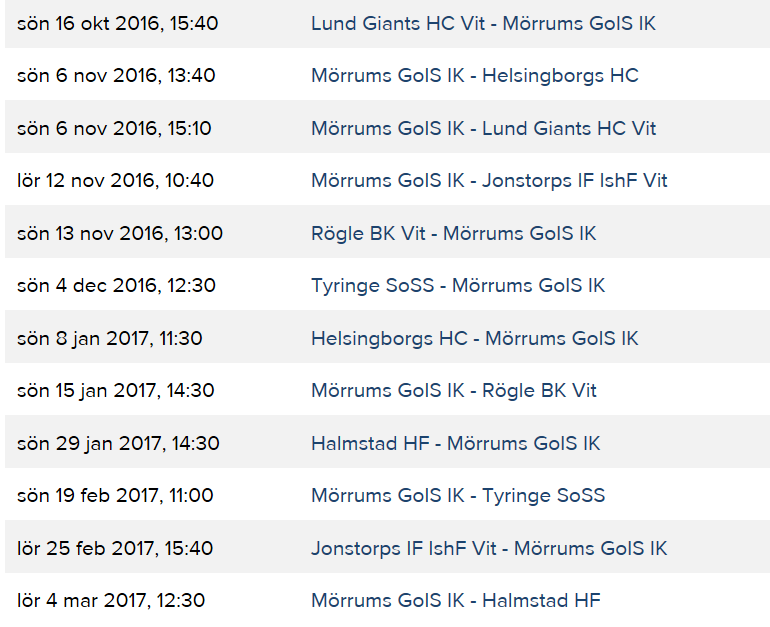 sön 16 okt 2016, 15:40 Lund Giants HC Vit - Mörrums GoIS IK
sön 6 nov 2016, 13:40 Mörrums GoIS IK - Helsingborgs HC
sön 6 nov 2016, 15:10 Mörrums GoIS IK - Lund Giants HC Vit
lör 12 nov 2016, 10:40 Mörrums GoIS IK - Jonstorps IF IshF Vit
sön 13 nov 2016, 13:00 Rögle BK Vit - Mörrums GoIS IK
sön 4 dec 2016, 12:30 Tyringe SoSS - Mörrums GoIS IK
sön 8 jan 2017, 11:30 Helsingborgs HC - Mörrums GoIS IK
sön 15 jan 2017, 14:30 Mörrums GoIS IK - Rögle BK Vit
sön 29 jan 2017, 14:30 Halmstad HF - Mörrums GoIS IK
sön 19 feb 2017, 11:00 Mörrums GoIS IK - Tyringe SoSS
lör 25 feb 2017, 15:40 Jonstorps IF IshF Vit - Mörrums GoIS IK
lör 4 mar 2017, 12:30 Mörrums GoIS IK - Halmstad HF